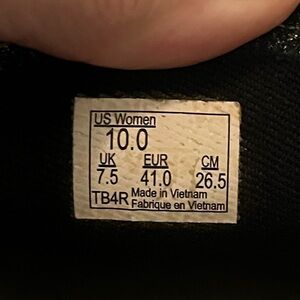 US Women
10.0
UK EUR CM
7.5 41.0 26.5
TB4R Made in Vietnam
Fabrique en Vietnam